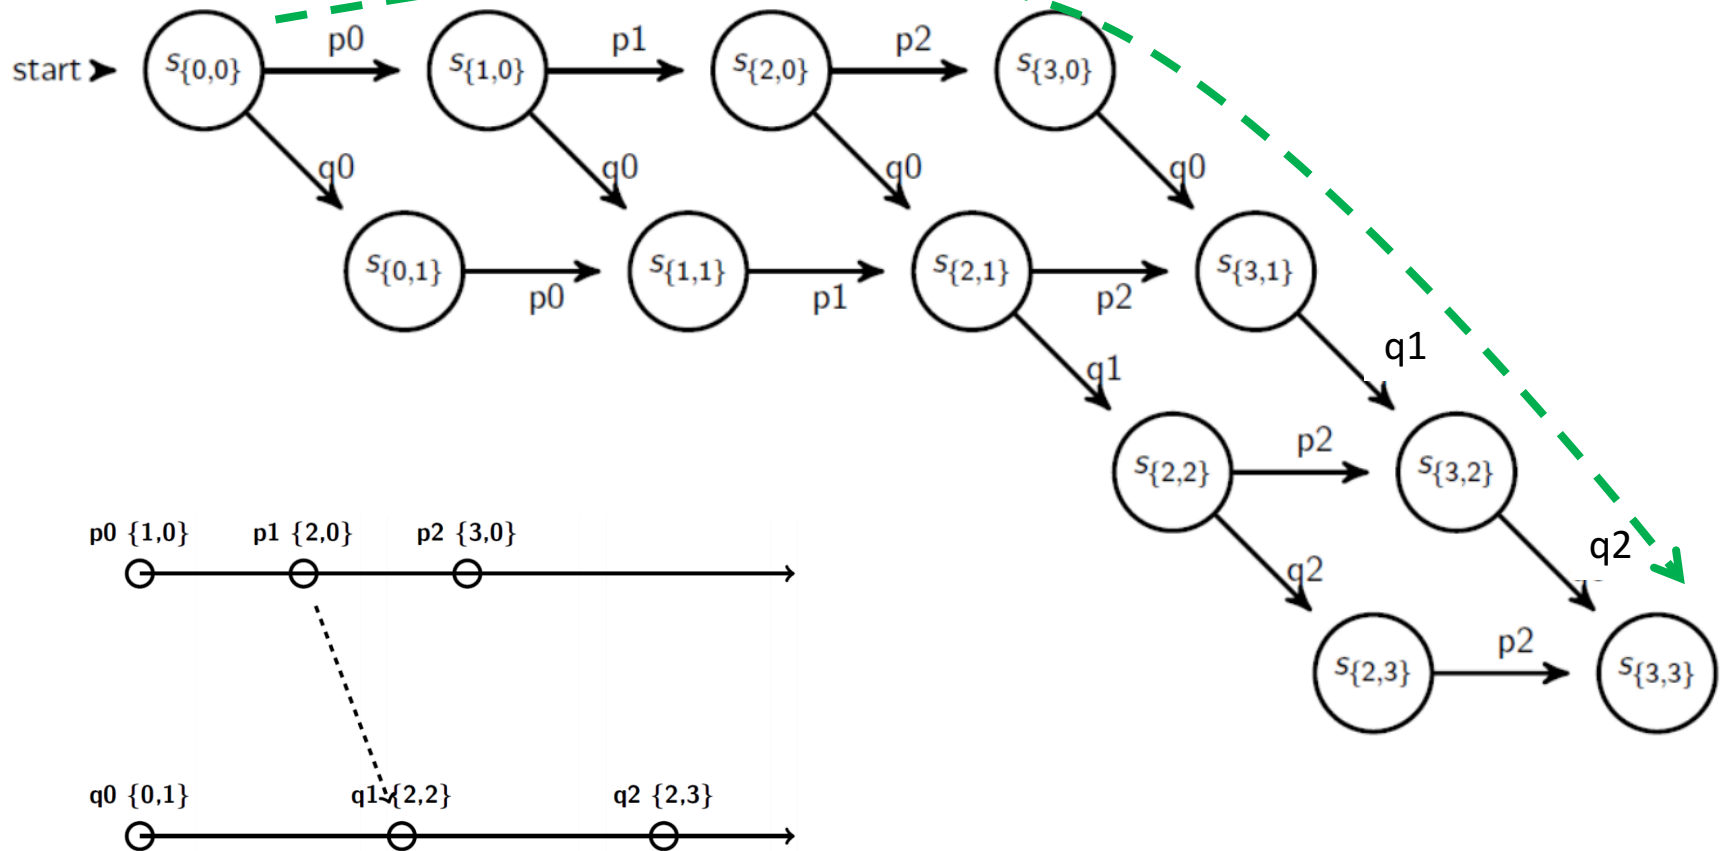 p0 p1 p2
start S{0,0} S{1,0} S{2,0} S{3,0}
q0 q0 q0 q0
S{0,1} S{1,1} S{2,1} S{3,1}
p0 p1 p2
q1 q1
p2
S{2,2} S{3,2}
p0 {1,0} p1 {2,0} p2 {3,0}
q2 q2
p2
S{2,3} S{3,3}
q0 {0,1} q1 {2,2} q2 {2,3}